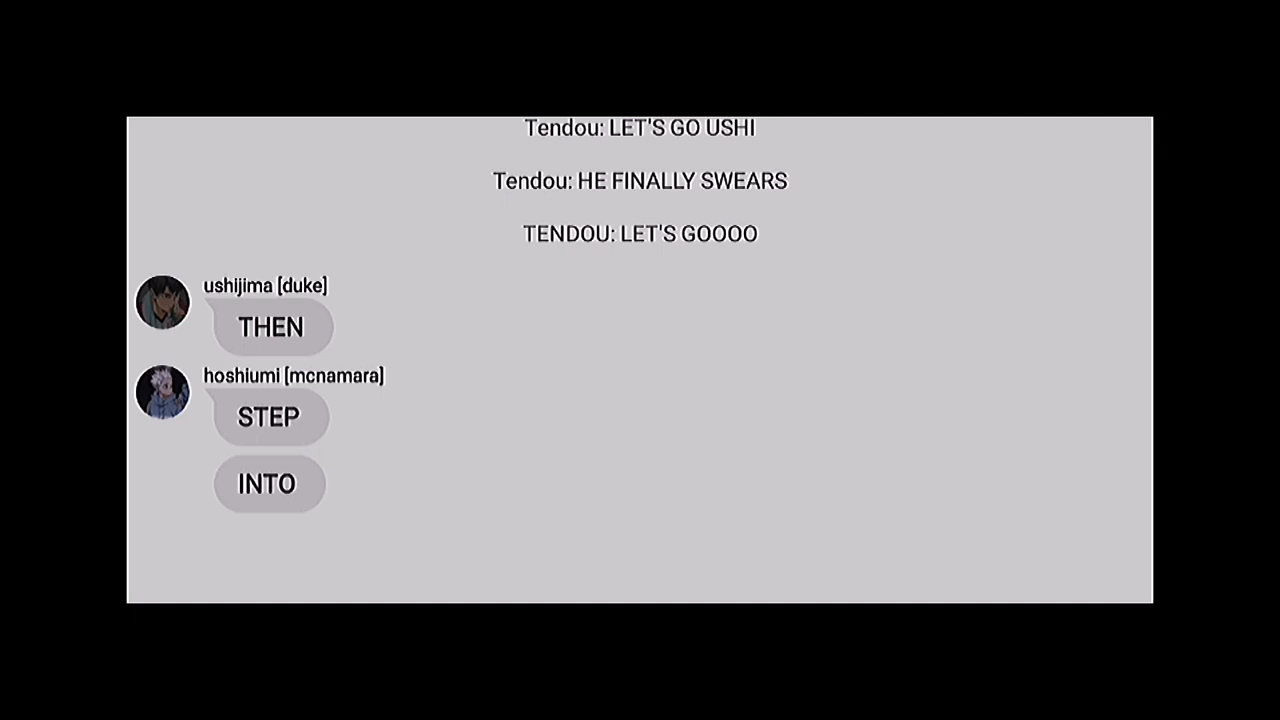 Tendou: LET'S GO USHI
Tendou: HE FINALLY SWEARS
TENDOU: LET'S GOOOO
ushijima [duke]
THEN
hoshiumi [mcnamara]
STEP
INTO